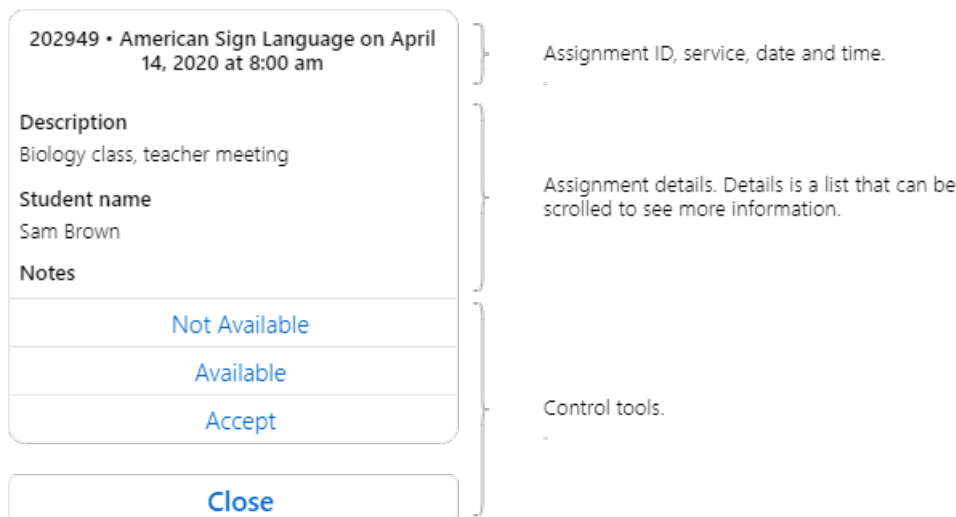 202949 • American Sign Language on April
14, 2020 at 8:00 am
Assignment ID, service, date and time.
Description
Biology class, teacher meeting
Student name
Sam Brown
Notes
Assignment details. Details is a list that can be
scrolled to see more information.
Not Available
Available
Accept
Close
Control tools.